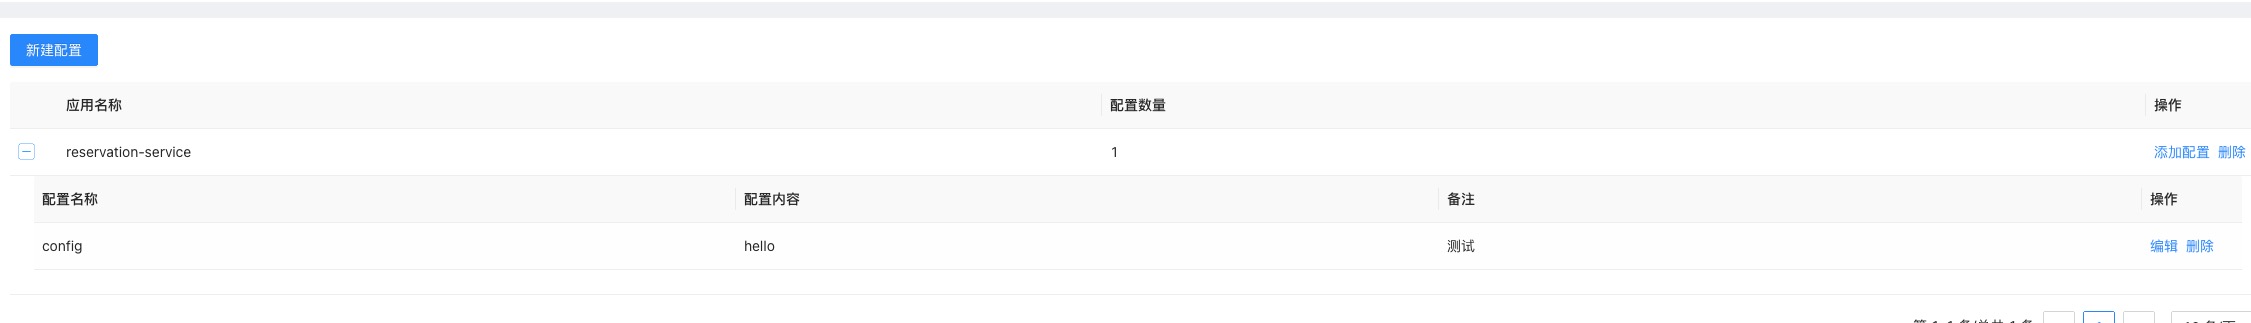 新建配置
应用名称 配置数量 操作
reservation-service 1 添加配置 删除
配置名称 配置内容 备注 操作
config hello 测试 编辑 删除